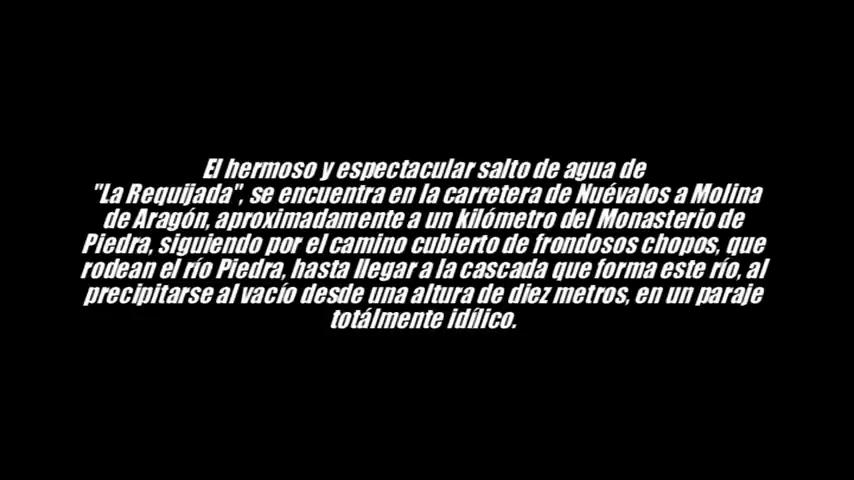 El hermoso y espectacular salto de agua de
"La Requijada", se encuentra en la carretera de Nuévalos a Molina
de Aragón, aproximadamente a un kilómetro del Monasterio de
Piedra, siguiendo por el camino cubierto de frondosos chopos, que
rodean el río Piedra, hasta llegar a la cascada que forma este río, al
precipitarse al vacío desde una altura de diez metros, en un paraje
totálmente idílico.